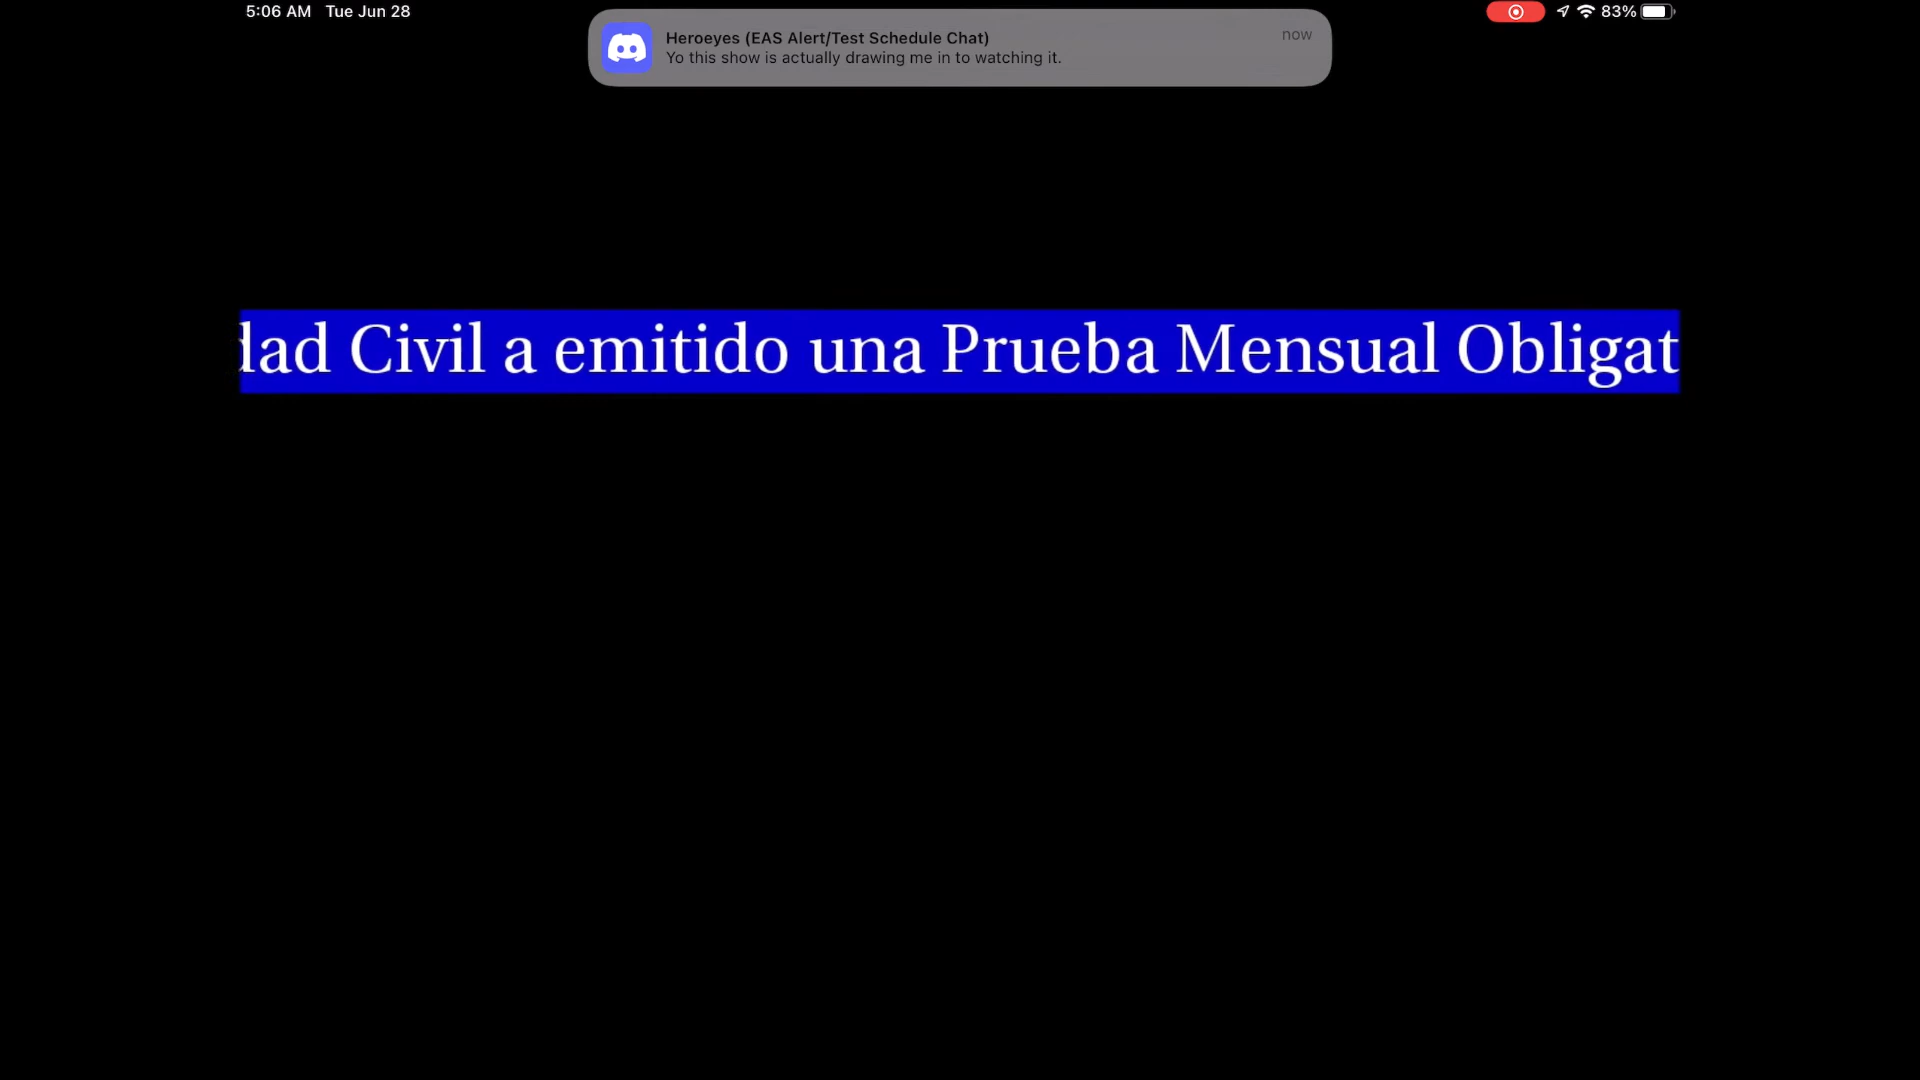 5:06 AM Tue Jun 28
83%
Heroeyes (EAS Alert/Test Schedule Chat)
now
Yo this show is actually drawing me in to watching it.
dad Civil a emitido una Prueba Mensual Obligat